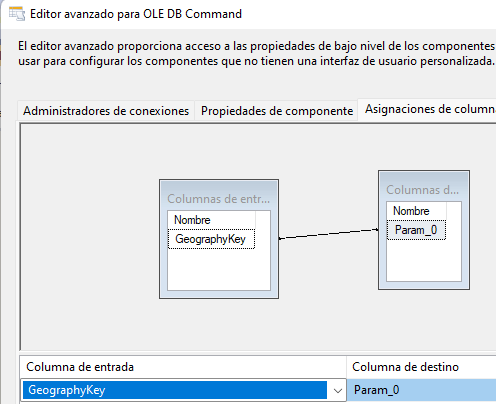 Editor avanzado para OLE DB Command
El editor avanzado proporciona acceso a las propiedades de bajo nivel de los componentes
usar para configurar los componentes que no tienen una interfaz de usuario personalizada.
Administradores de conexiones
Propiedades de componente
Asignaciones de column
Columnas de entr...
Columnas d...
Nombre
Nombre
GeographyKey
Param_0
Columna de entrada
Columna de destino
GeographyKey
Param_0